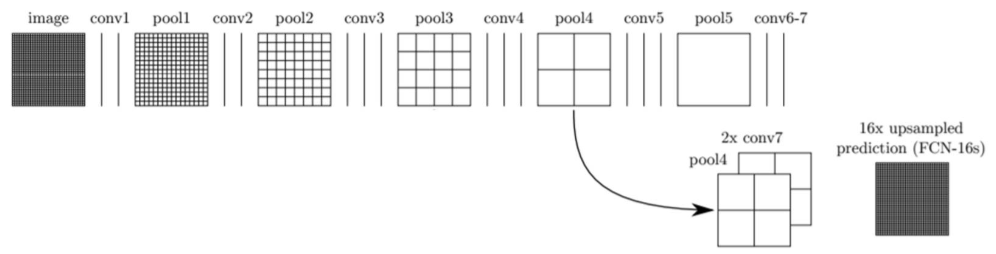 image conv1 pool1 conv2 pool2 conv3 pool3 conv4 pool4 conv5 pool5 conv6-7
2x conv7
pool4
16x upsampled
prediction (FCN-16s)